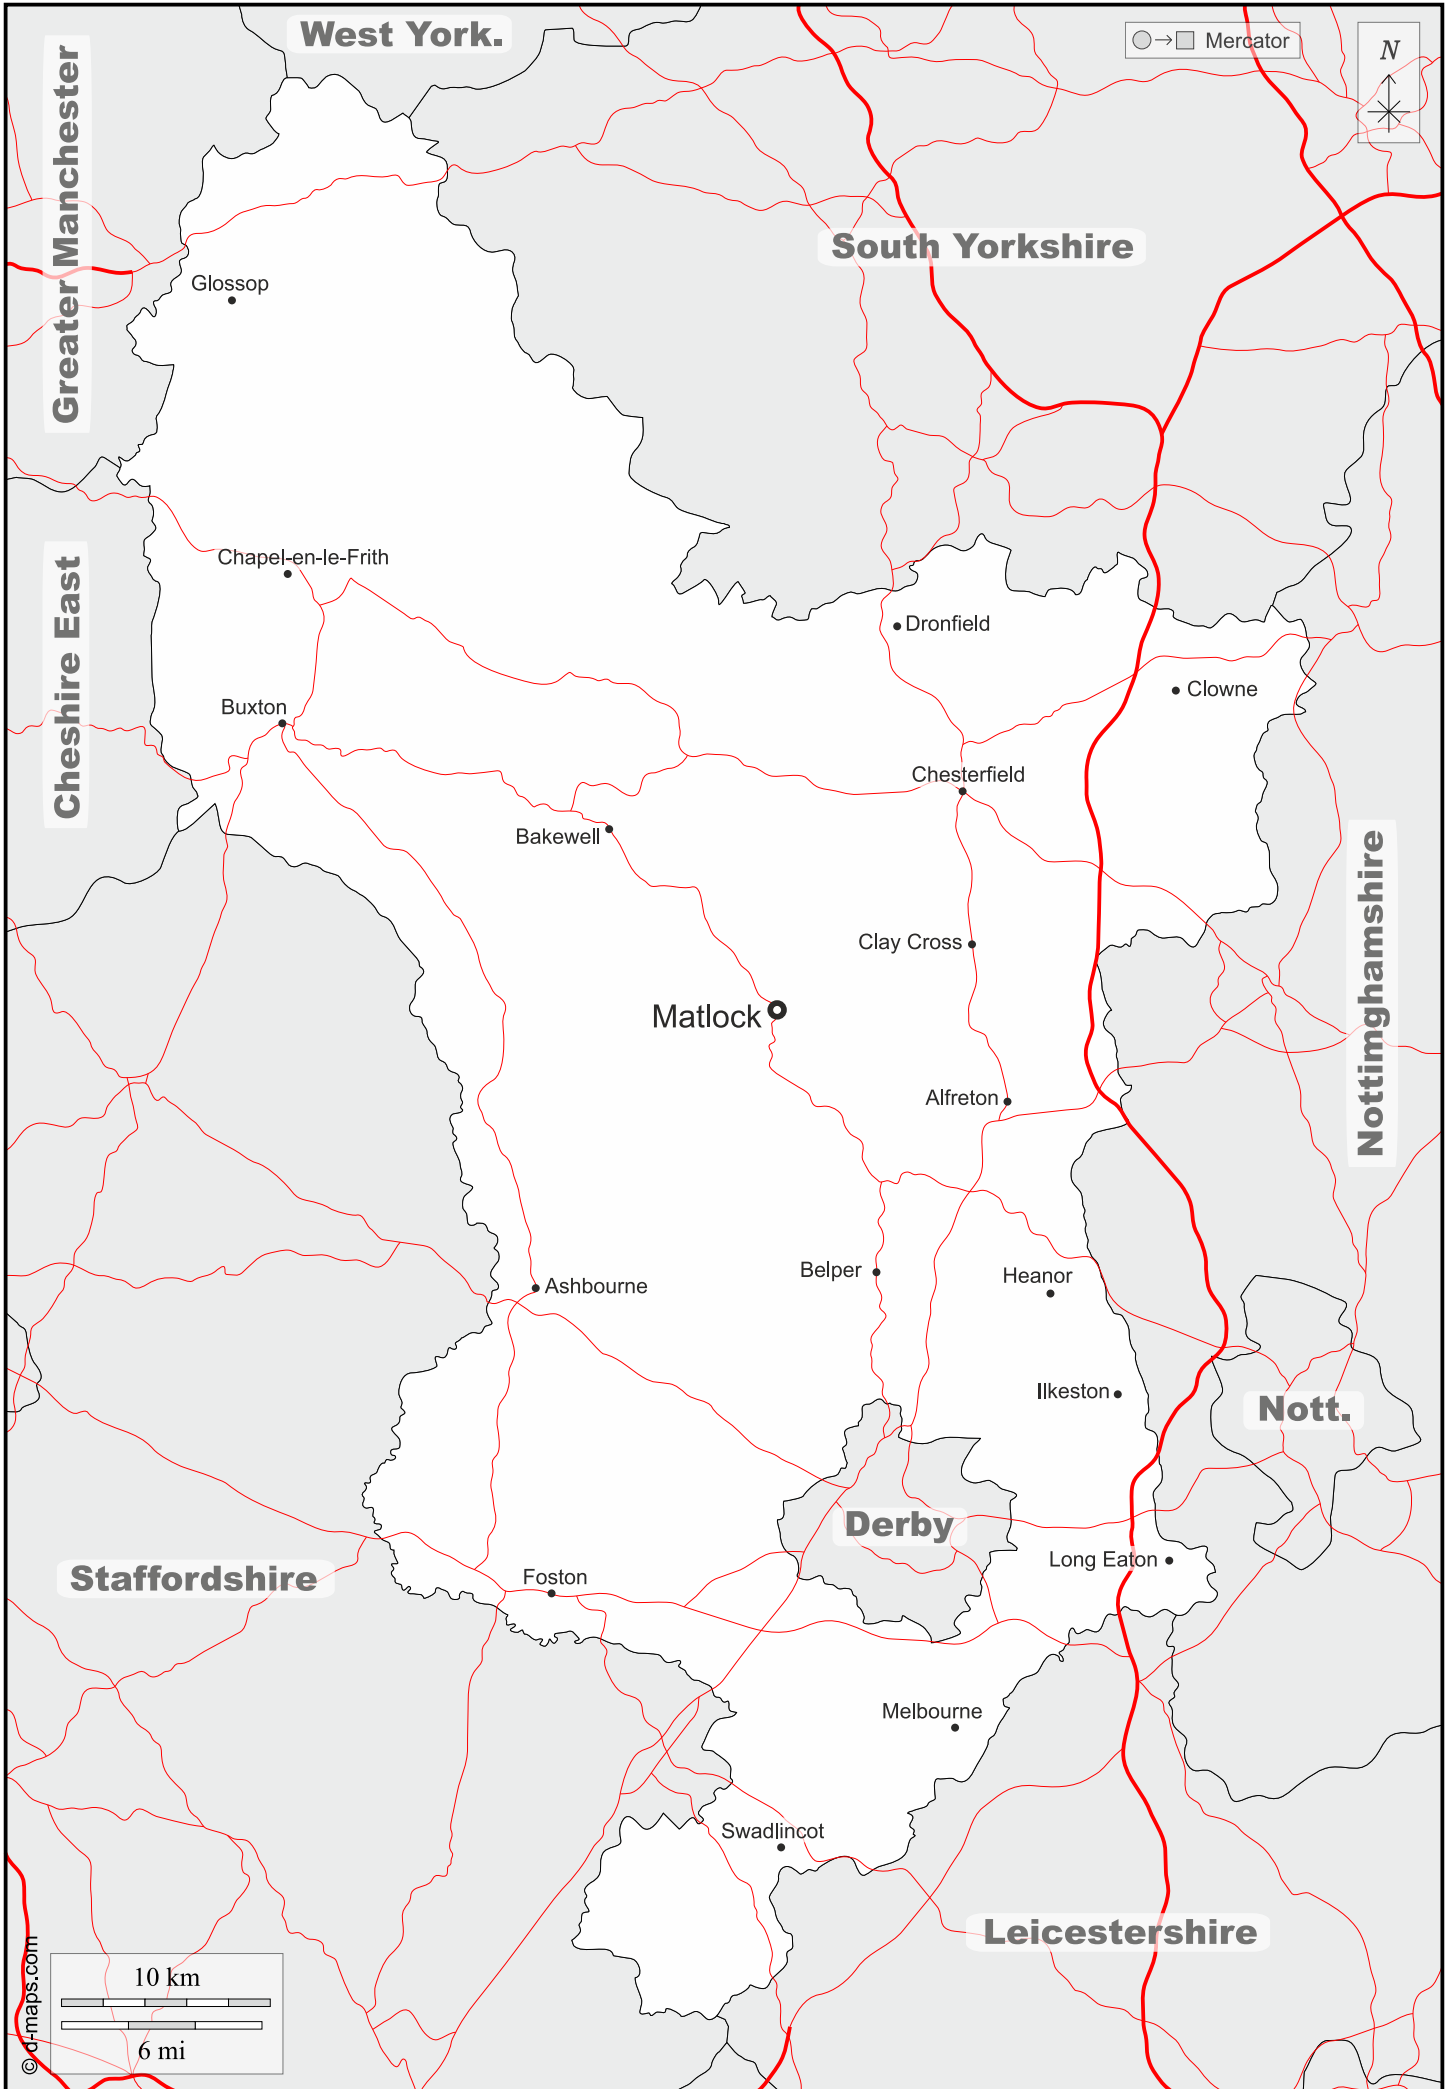 West York.
Mercator
N
Greater Manchester
South Yorkshire
Glossop
Chapel-en-le-Frith
Cheshire East
Dronfield
Clowne
Buxton
Chesterfield
Bakewell
Nottinghamshire
Clay Cross
Matlock
Alfreton
Belper
Heanor
Ashbourne
Ilkeston
Nott.
Derby
Long Eaton
Staffordshire
Foston
Melbourne
Swadlincot
Leicestershire
10 km
6 mi
© d-maps.com